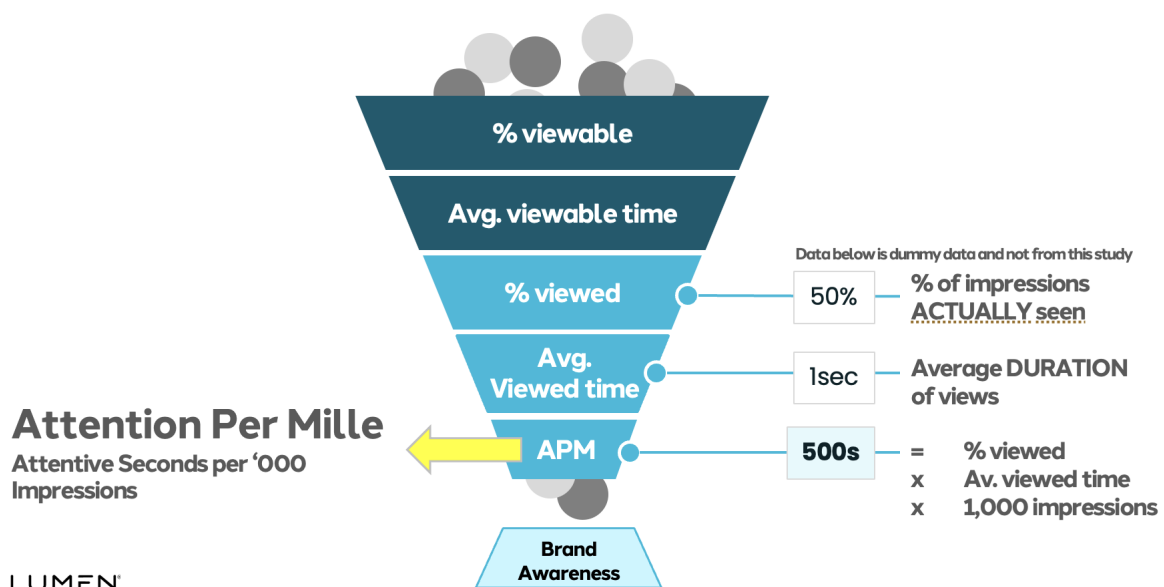 % viewable
Avg. viewable time
Data below is dummy data and not from this study
% viewed
50%
% of impressions
ACTUALLY seen
Avg.
Viewed time
1sec
Average DURATION
of views
Attention Per Mille
Attentive Seconds per ‘000
Impressions
APM
500s
= % viewed
x Av. viewed time
x 1,000 impressions
Brand
Awareness
LUMEN®